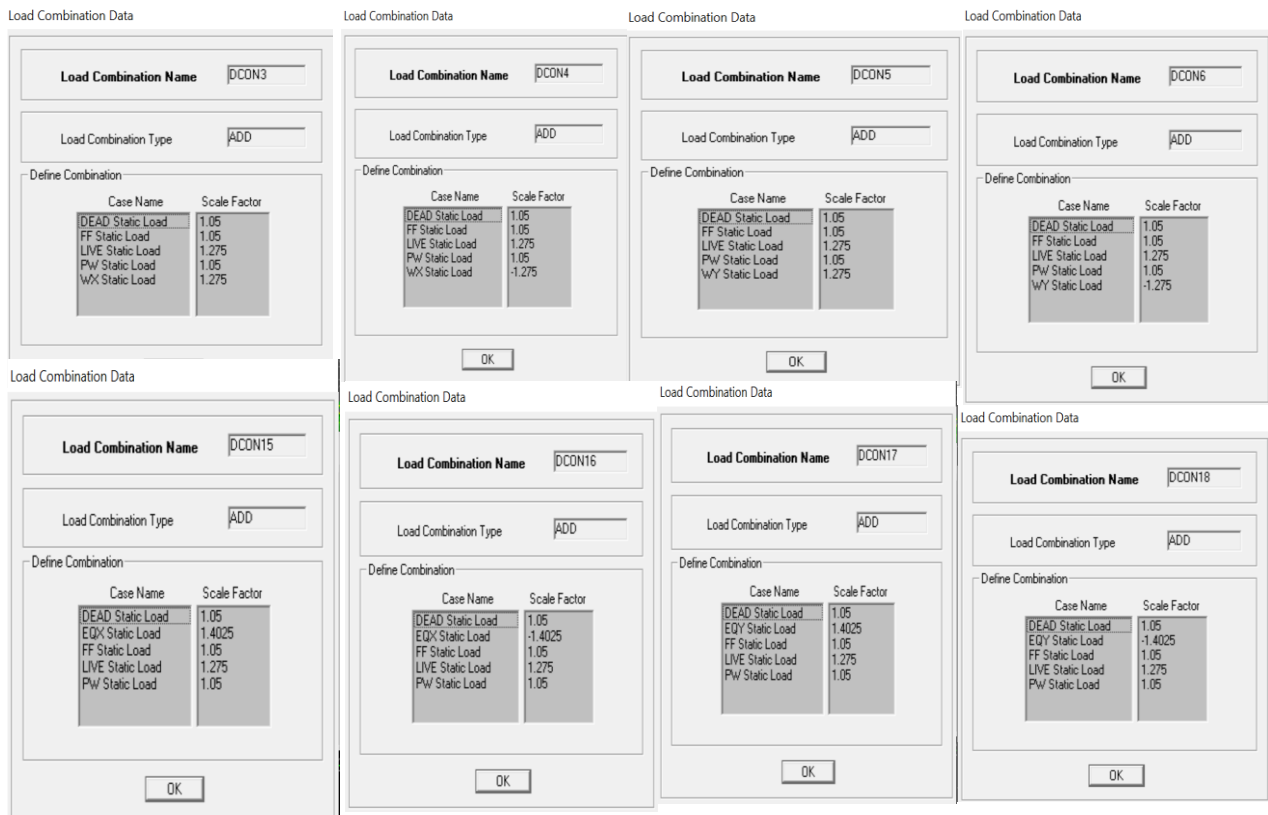 Load Combination Data
Load Combination Name DCON3
Load Combination Type ADD
Define Combination
Case Name Scale Factor
DEAD Static Load 1.05
FF Static Load 1.05
LIVE Static Load 1.275
PW Static Load 1.05
WX Static Load 1.275
Load Combination Data
Load Combination Name DCON4
Load Combination Type ADD
Define Combination
Case Name Scale Factor
DEAD Static Load 1.05
FF Static Load 1.05
LIVE Static Load 1.275
PW Static Load 1.05
WX Static Load -1.275
OK
Load Combination Data
Load Combination Name DCON5
Load Combination Type ADD
Define Combination
Case Name Scale Factor
DEAD Static Load 1.05
FF Static Load 1.05
LIVE Static Load 1.275
PW Static Load 1.05
WY Static Load 1.275
OK
Load Combination Data
Load Combination Name DCON6
Load Combination Type ADD
Define Combination
Case Name Scale Factor
DEAD Static Load 1.05
FF Static Load 1.05
LIVE Static Load 1.275
PW Static Load 1.05
WY Static Load -1.275
OK
Load Combination Data
Load Combination Name DCON15
Load Combination Type ADD
Define Combination
Case Name Scale Factor
DEAD Static Load 1.05
EQX Static Load 1.4025
FF Static Load 1.05
LIVE Static Load 1.275
PW Static Load 1.05
OK
Load Combination Data
Load Combination Name DCON16
Load Combination Type ADD
Define Combination
Case Name Scale Factor
DEAD Static Load 1.05
EQX Static Load -1.4025
FF Static Load 1.05
LIVE Static Load 1.275
PW Static Load 1.05
OK
Load Combination Data
Load Combination Name DCON17
Load Combination Type ADD
Define Combination
Case Name Scale Factor
DEAD Static Load 1.05
EQY Static Load 1.4025
FF Static Load 1.05
LIVE Static Load 1.275
PW Static Load 1.05
OK
Load Combination Data
Load Combination Name DCON18
Load Combination Type ADD
Define Combination
Case Name Scale Factor
DEAD Static Load 1.05
EQY Static Load -1.4025
FF Static Load 1.05
LIVE Static Load 1.275
PW Static Load 1.05
OK